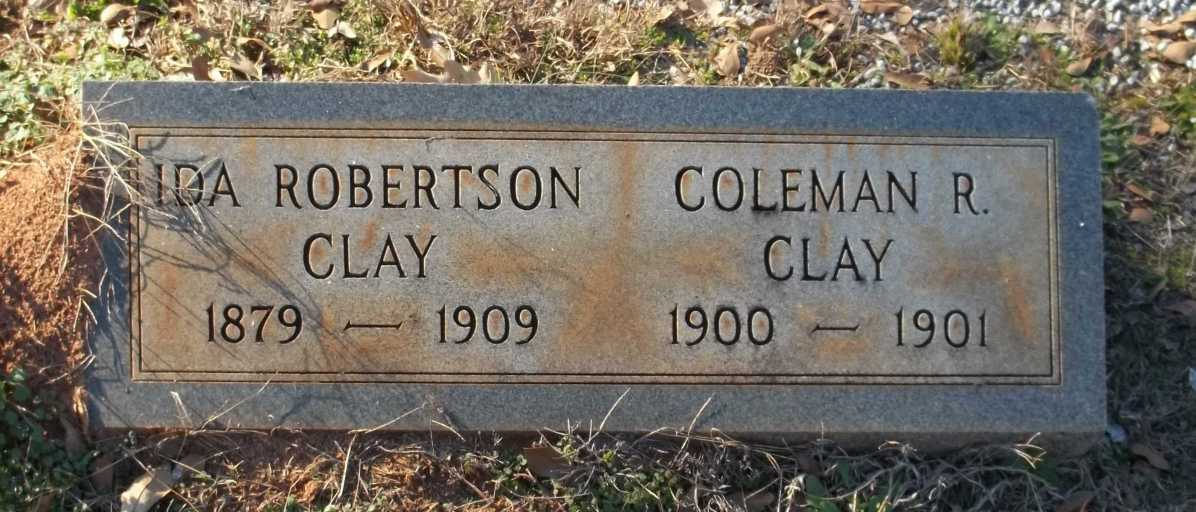 IDA ROBERTSON
CLAY
1879 — 1909
COLEMAN R.
CLAY
1900 — 1901